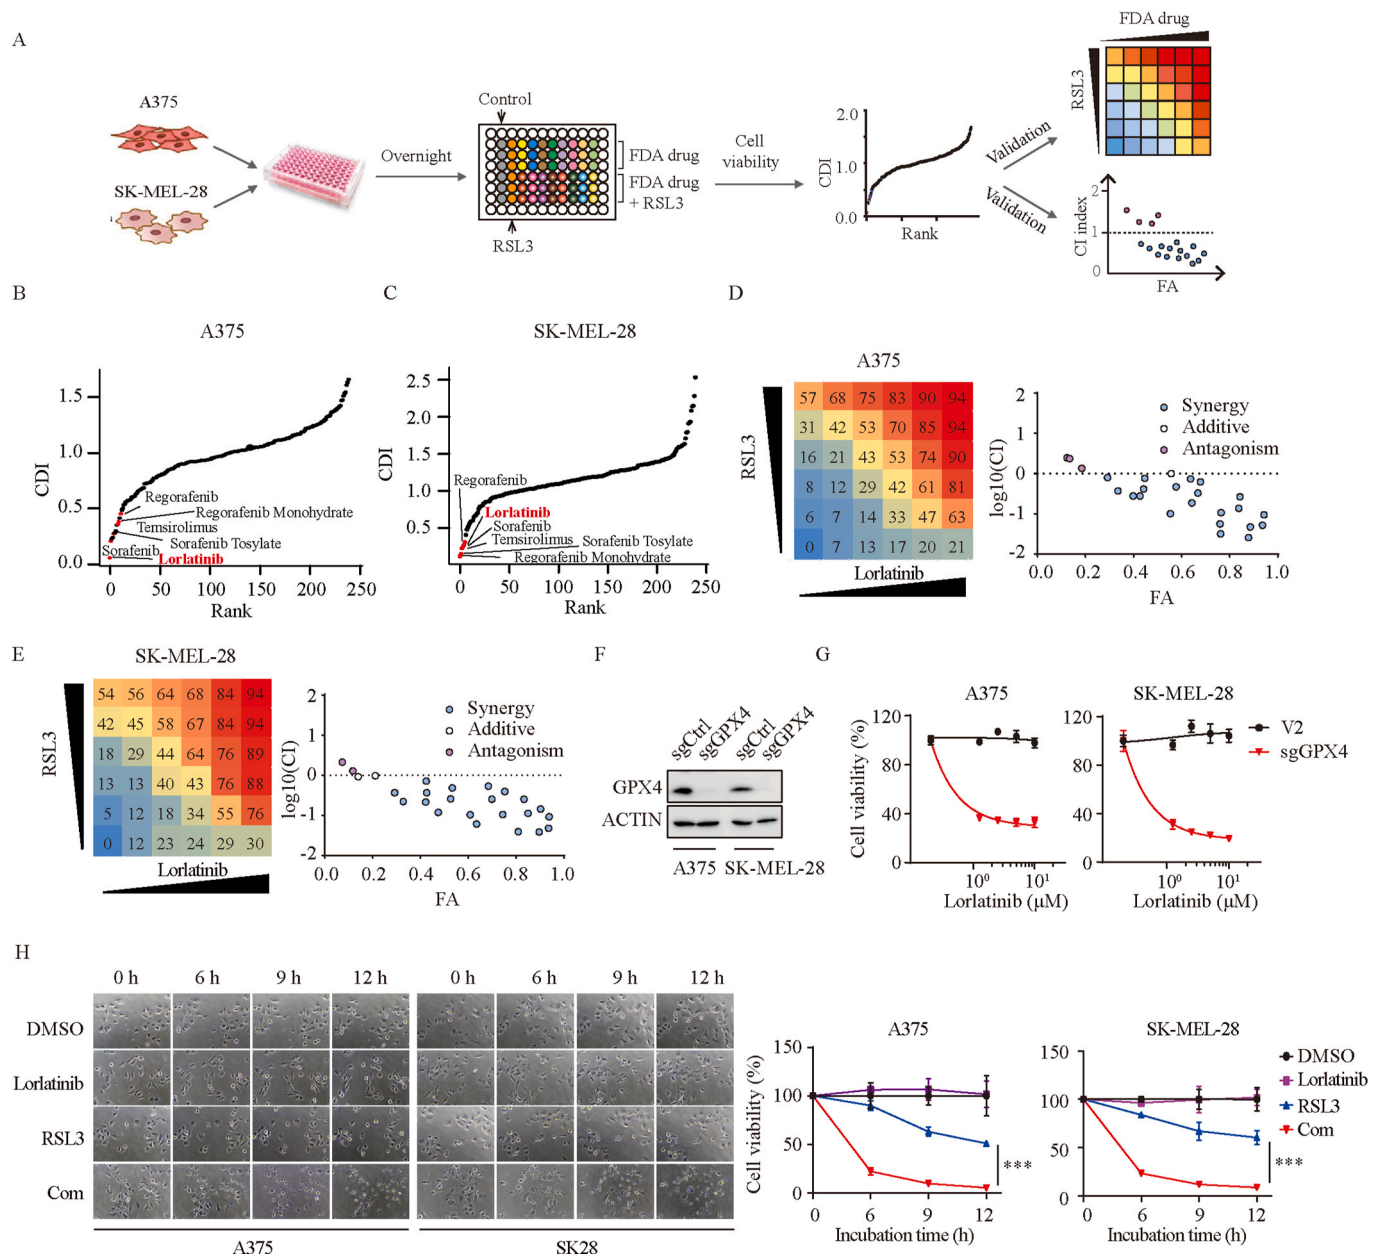 A
A375
SK-MEL-28
Overnight
Control
RSL3
FDA drug
FDA drug
+ RSL3
Cell
viability
CDI
2.0
1.0
0.0
Rank
Validation
Validation
FDA drug
RSL3
CI index
2
1
0
FA
B
A375
CDI
1.5
1.0
0.5
0.0
Regorafenib
Regorafenib Monohydrate
Temsirolimus
Sorafenib Tosylate
Sorafenib
Lorlatinib
0 50 100 150 200 250
Rank
C
SK-MEL-28
CDI
2.5
2.0
1.5
1.0
0.5
Regorafenib
Lorlatinib
Sorafenib
Temsirolimus
Sorafenib Tosylate
Regorafenib Monohydrate
0 50 100 150 200 250
Rank
D
A375
RSL3
57 68 75 83 90 94
31 42 53 70 85 94
16 21 43 53 74 90
8 12 29 42 61 81
6 7 14 33 47 63
0 7 13 17 20 21
Lorlatinib
log10(CI)
2
1
0
-1
-2
Synergy
Additive
Antagonism
0.0 0.2 0.4 0.6 0.8 1.0
FA
E
SK-MEL-28
RSL3
54 56 64 68 84 94
42 45 58 67 84 94
18 29 44 64 76 89
13 13 40 43 76 88
5 12 18 34 55 76
0 12 23 24 29 30
Lorlatinib
log10(CI)
2
1
0
-1
-2
Synergy
Additive
Antagonism
0.0 0.2 0.4 0.6 0.8 1.0
FA
F
sgCtrl sgGPX4 sgCtrl sgGPX4
GPX4
ACTIN
A375 SK-MEL-28
G
A375
Cell viability (%)
120
80
40
0
10⁰ 10¹
Lorlatinib (μM)
SK-MEL-28
120
80
40
0
10⁰ 10¹
Lorlatinib (μM)
V2
sgGPX4
H
0 h 6 h 9 h 12 h 0 h 6 h 9 h 12 h
DMSO
Lorlatinib
RSL3
Com
A375 SK28
A375
Cell viability (%)
150
100
50
0
***
0 6 9 12
Incubation time (h)
SK-MEL-28
150
100
50
0
***
0 6 9 12
Incubation time (h)
DMSO
Lorlatinib
RSL3
Com